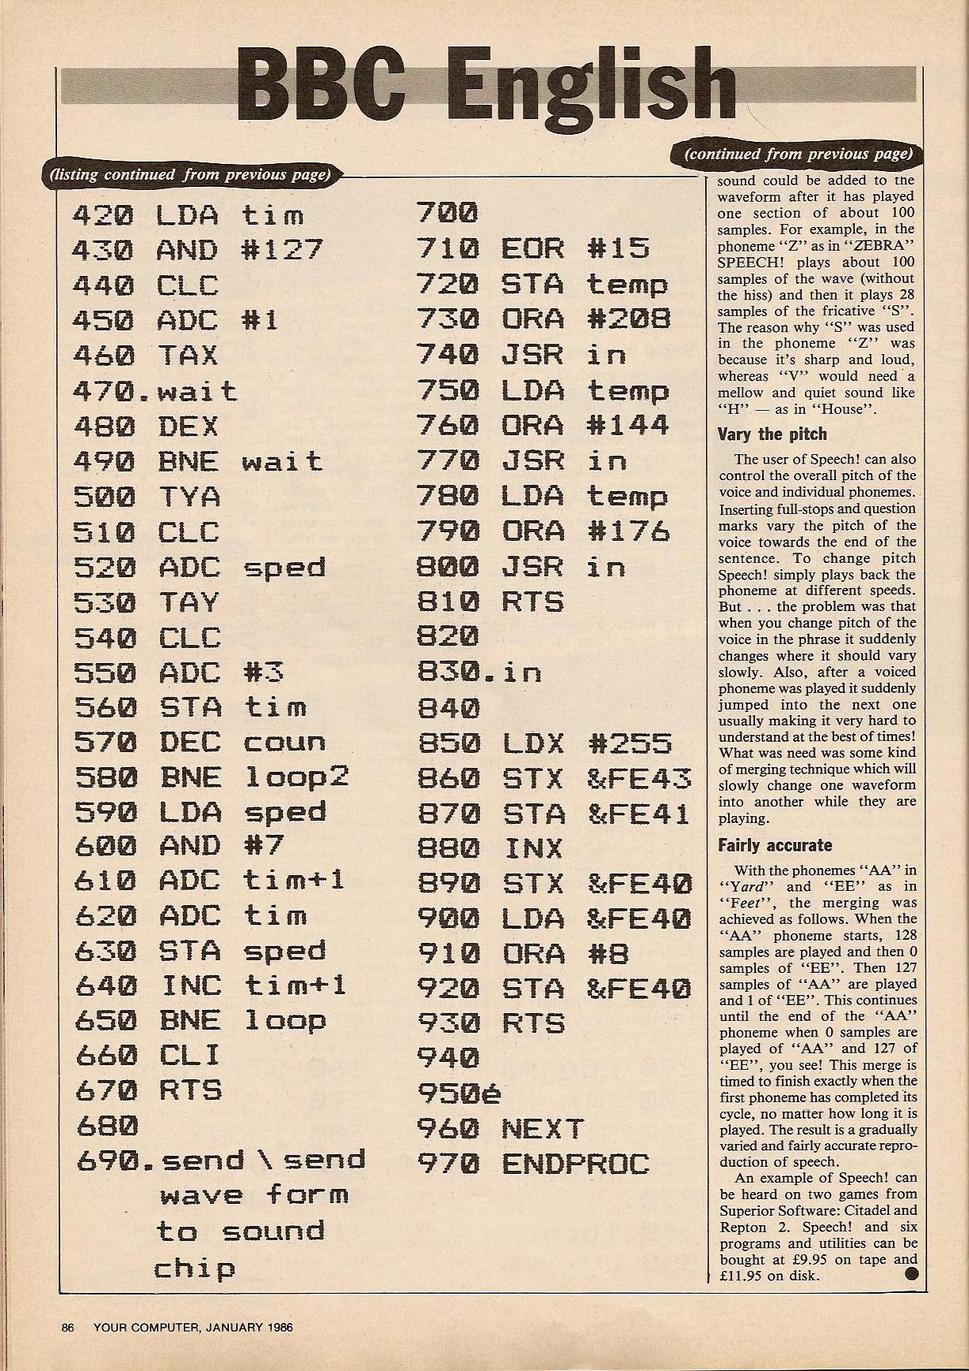 BBC English
(listing continued from previous page)
420 LDA tim
430 AND #127
440 CLC
450 ADC #1
460 TAX
470.wait
480 DEX
490 BNE wait
500 TYA
510 CLC
520 ADC sped
530 TAY
540 CLC
550 ADC #3
560 STA tim
570 DEC coun
580 BNE loop2
590 LDA sped
600 AND #7
610 ADC tim+1
620 ADC tim
630 STA sped
640 INC tim+1
650 BNE loop
660 CLI
670 RTS
680
690.send \ send
wave form
to sound
chip
700
710 EOR #15
720 STA temp
730 ORA #208
740 JSR in
750 LDA temp
760 ORA #144
770 JSR in
780 LDA temp
790 ORA #176
800 JSR in
810 RTS
820
830.in
840
850 LDX #255
860 STX &FE43
870 STA &FE41
880 INX
890 STX &FE40
900 LDA &FE40
910 ORA #8
920 STA &FE40
930 RTS
940
950é
960 NEXT
970 ENDPROC
(continued from previous page)
sound could be added to the
waveform after it has played
one section of about 100
samples. For example, in the
phoneme “Z” as in “ZEBRA”
SPEECH! plays about 100
samples of the wave (without
the hiss) and then it plays 28
samples of the fricative “S”.
The reason why “S” was used
in the phoneme “Z” was
because it's sharp and loud,
whereas “V” would need a
mellow and quiet sound like
“H” — as in “House”.
Vary the pitch
The user of Speech! can also
control the overall pitch of the
voice and individual phonemes.
Inserting full-stops and question
marks vary the pitch of the
voice towards the end of the
sentence. To change pitch
Speech! simply plays back the
phoneme at different speeds.
But . . . the problem was that
when you change pitch of the
voice in the phrase it suddenly
changes where it should vary
slowly. Also, after a voiced
phoneme was played it suddenly
jumped into the next one
usually making it very hard to
understand at the best of times!
What was need was some kind
of merging technique which will
slowly change one waveform
into another while they are
playing.
Fairly accurate
With the phonemes “AA” in
“Yard” and “EE” as in
“Feet”, the merging was
achieved as follows. When the
“AA” phoneme starts, 128
samples are played and then 0
samples of “EE”. Then 127
samples of “AA” are played
and 1 of “EE”. This continues
until the end of the “AA”
phoneme when 0 samples are
played of “AA” and 127 of
“EE”, you see! This merge is
timed to finish exactly when the
first phoneme has completed its
cycle, no matter how long it is
played. The result is a gradually
varied and fairly accurate repro-
duction of speech.
An example of Speech! can
be heard on two games from
Superior Software: Citadel and
Repton 2. Speech! and six
programs and utilities can be
bought at £9.95 on tape and
£11.95 on disk.
86 YOUR COMPUTER, JANUARY 1986